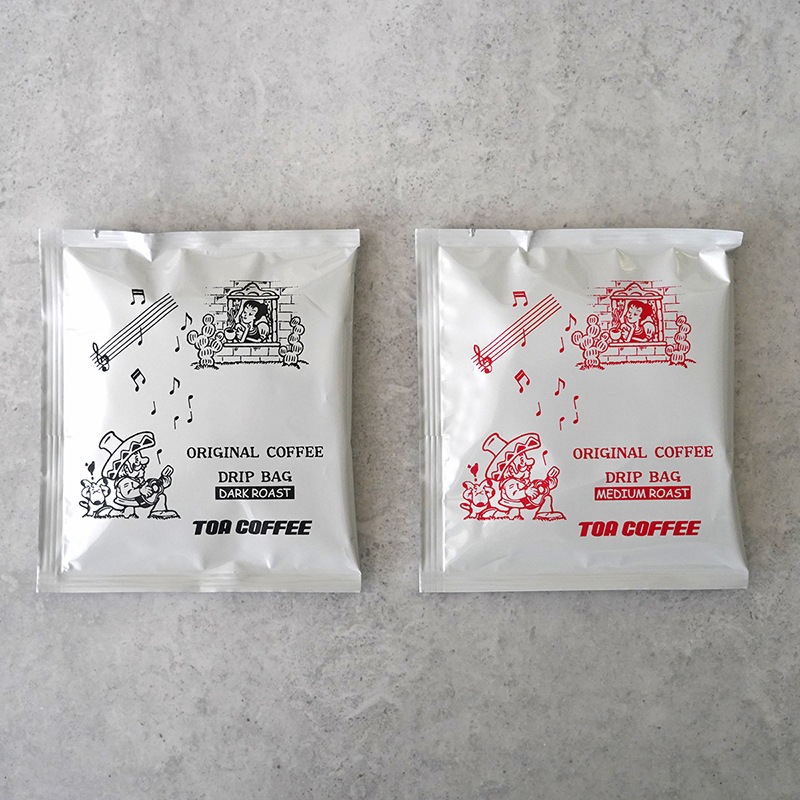 ORIGINAL COFFEE
DRIP BAG
DARK ROAST
TOA COFFEE
ORIGINAL COFFEE
DRIP BAG
MEDIUM ROAST
TOA COFFEE